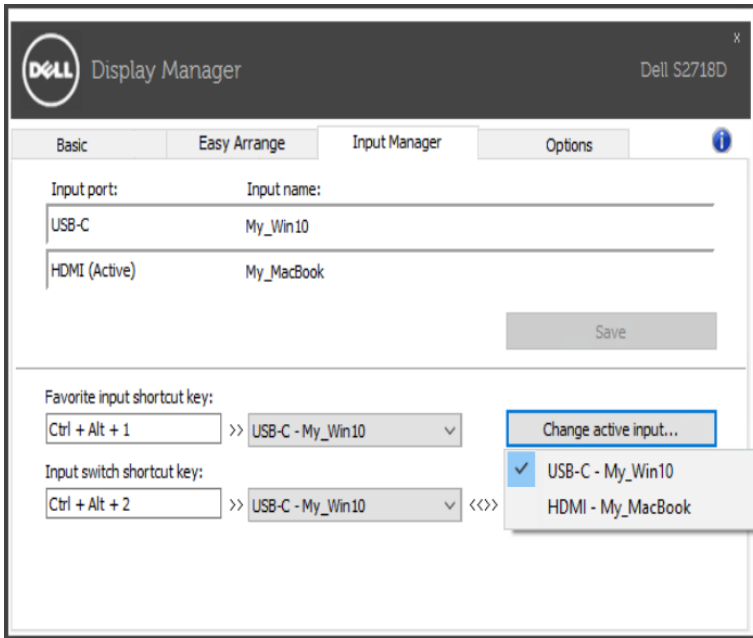 DELL Display Manager Dell S2718D x
Basic Easy Arrange Input Manager Options i
Input port: Input name:
USB-C My_Win10
HDMI (Active) My_MacBook
Save
Favorite input shortcut key:
Ctrl + Alt + 1 >> USB-C - My_Win10 Change active input...
Input switch shortcut key:
USB-C - My_Win10
Ctrl + Alt + 2 >> USB-C - My_Win10 <<>>
HDMI - My_MacBook